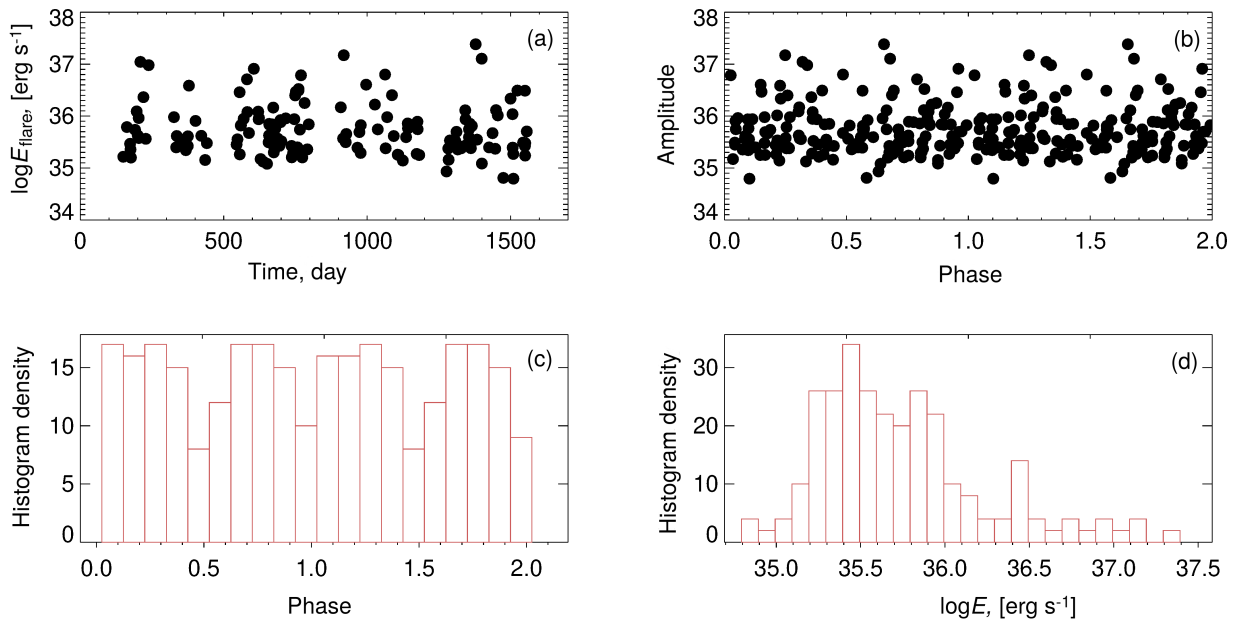 38
37
36
35
34
logE_flare, [erg s⁻¹]
(a)
0 500 1000 1500
Time, day
38
37
36
35
34
Amplitude
(b)
0.0 0.5 1.0 1.5 2.0
Phase
15
10
5
0
Histogram density
(c)
0.0 0.5 1.0 1.5 2.0
Phase
30
20
10
0
Histogram density
(d)
35.0 35.5 36.0 36.5 37.0 37.5
logE, [erg s⁻¹]